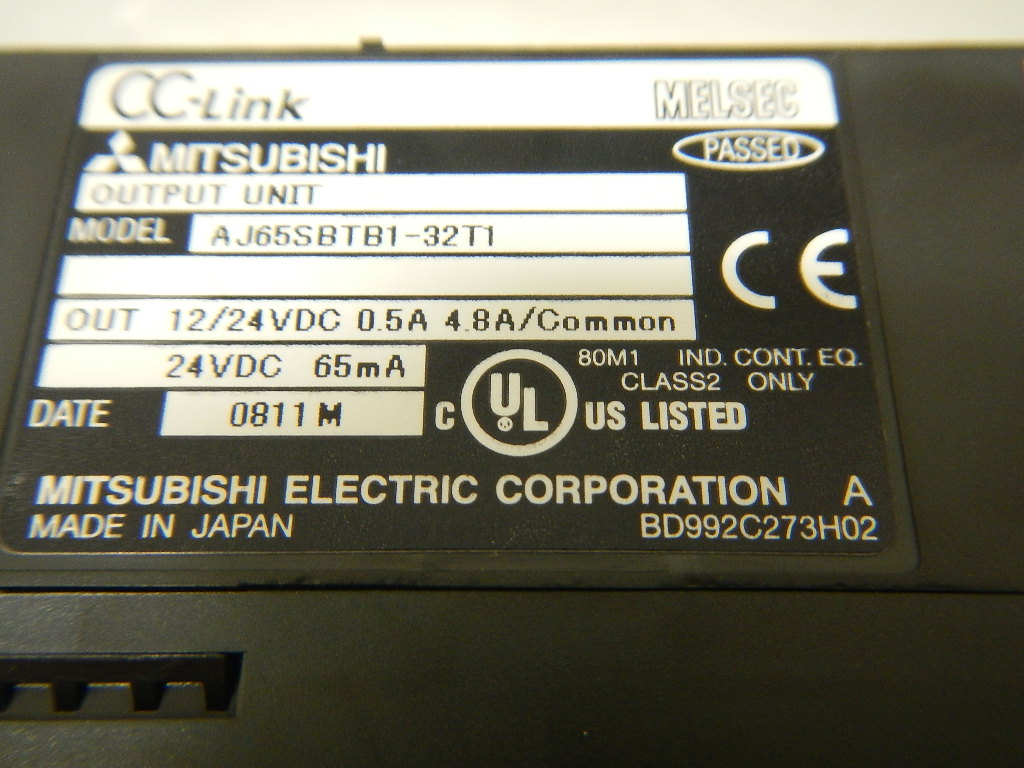 CC-Link MELSEC
MITSUBISHI PASSED
OUTPUT UNIT
MODEL AJ65SBTB1-32T1
CE
OUT 12/24VDC 0.5A 4.8A/Common
24VDC 65mA
80M1 IND. CONT. EQ.
CLASS2 ONLY
DATE 0811M
C UL US LISTED
MITSUBISHI ELECTRIC CORPORATION A
MADE IN JAPAN BD992C273H02